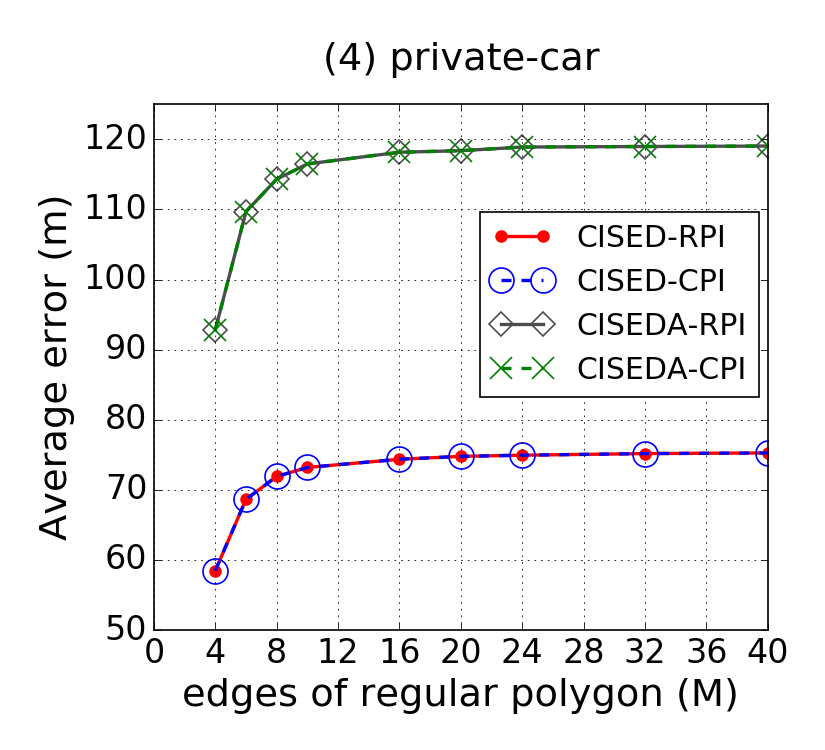 (4) private-car
Average error (m)
120
110
100
90
80
70
60
50
CISED-RPI
CISED-CPI
CISEDA-RPI
CISEDA-CPI
0 4 8 12 16 20 24 28 32 36 40
edges of regular polygon (M)